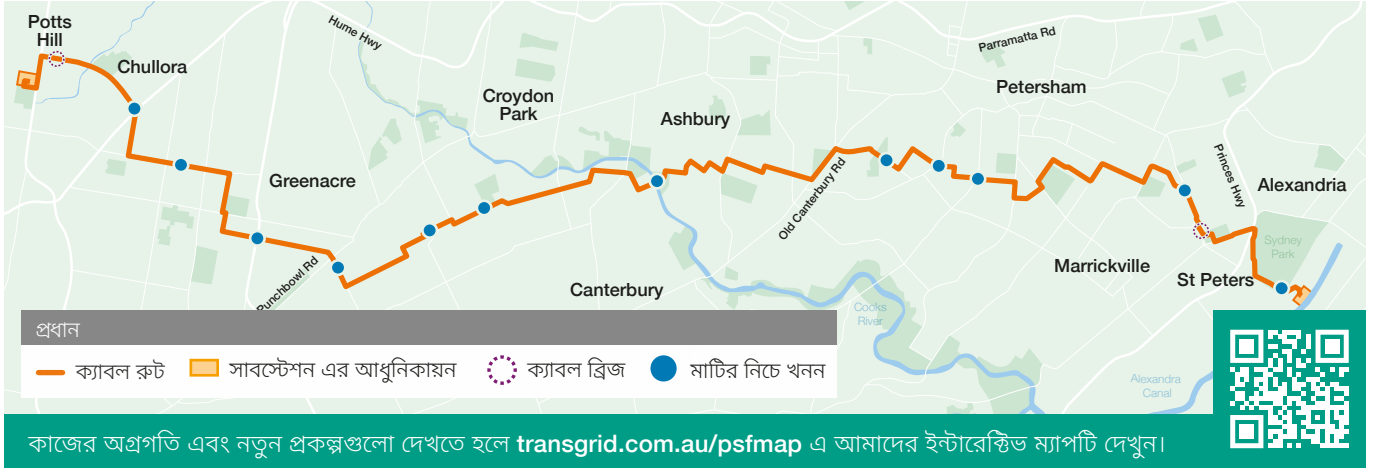 Potts
Hill
Chullora
Hume Hwy
Croydon
Park
Ashbury
Parramatta Rd
Petersham
Greenacre
Punchbowl Rd
Canterbury
Old Canterbury Rd
Princes Hwy
Alexandria
Sydney
Park
Marrickville
St Peters
Cooks
River
Alexandra
Canal
প্রধান
ক্যাবল রুট
সাবস্টেশন এর আধুনিকায়ন
ক্যাবল ব্রিজ
মাটির নিচে খনন
কাজের অগ্রগতি এবং নতুন প্রকল্পগুলো দেখতে হলে transgrid.com.au/psfmap এ আমাদের ইন্টারেক্টিভ ম্যাপটি দেখুন।